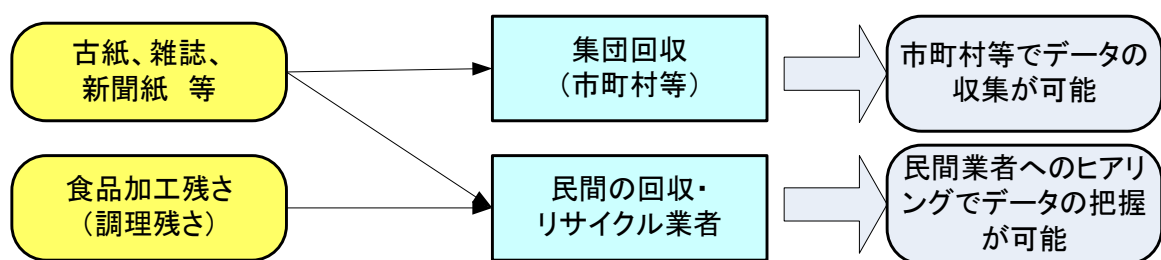 古紙、雑誌、
新聞紙　等
集団回収
（市町村等）
市町村等でデータの
収集が可能
食品加工残さ
（調理残さ）
民間の回収・
リサイクル業者
民間業者へのヒアリ
ングでデータの把握
が可能